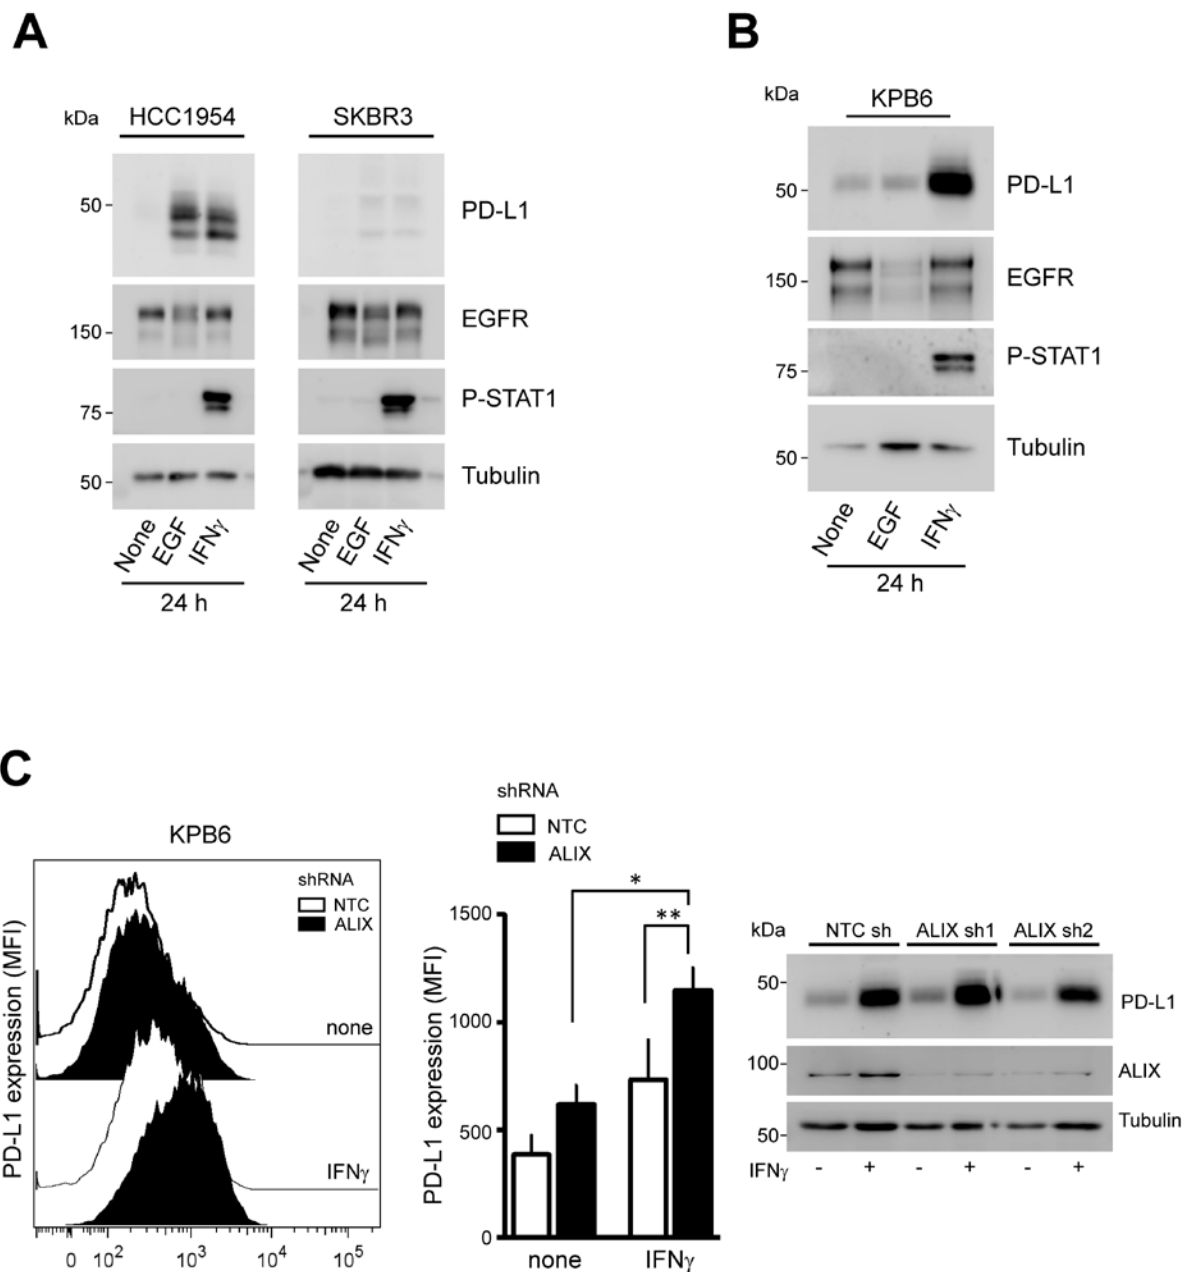 A
kDa
HCC1954
SKBR3
50
PD-L1
150
EGFR
75
P-STAT1
50
Tubulin
None
EGF
IFNγ
None
EGF
IFNγ
24 h
24 h
B
kDa
KPB6
50
PD-L1
150
EGFR
75
P-STAT1
50
Tubulin
None
EGF
IFNγ
24 h
C
KPB6
shRNA
NTC
ALIX
none
IFNγ
PD-L1 expression (MFI)
0 10² 10³ 10⁴ 10⁵
shRNA
NTC
ALIX
*
**
PD-L1 expression (MFI)
1500
1000
500
0
none IFNγ
kDa NTC sh ALIX sh1 ALIX sh2
50
PD-L1
100
ALIX
Tubulin
50
IFNγ - + - + - +